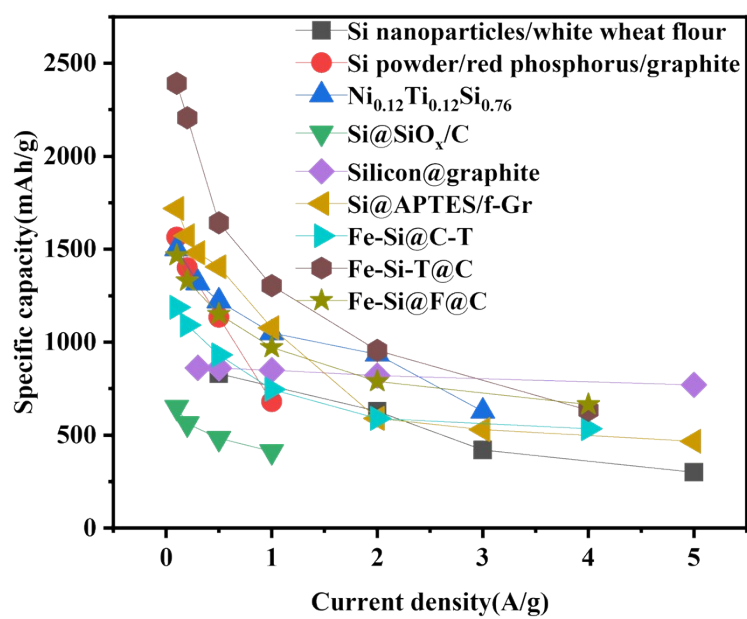 Si nanoparticles/white wheat flour
Si powder/red phosphorus/graphite
Ni0.12Ti0.12Si0.76
Si@SiOx/C
Silicon@graphite
Si@APTES/f-Gr
Fe-Si@C-T
Fe-Si-T@C
Fe-Si@F@C
Specific capacity(mAh/g)
2500
2000
1500
1000
500
0
0 1 2 3 4 5
Current density(A/g)